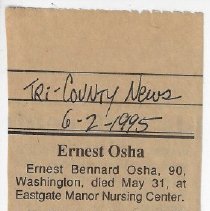 TRI-COUNTY NEWS
6-2-1995
Ernest Osha
Ernest Bennard Osha, 90,
Washington, died May 31, at
Eastgate Manor Nursing Center.